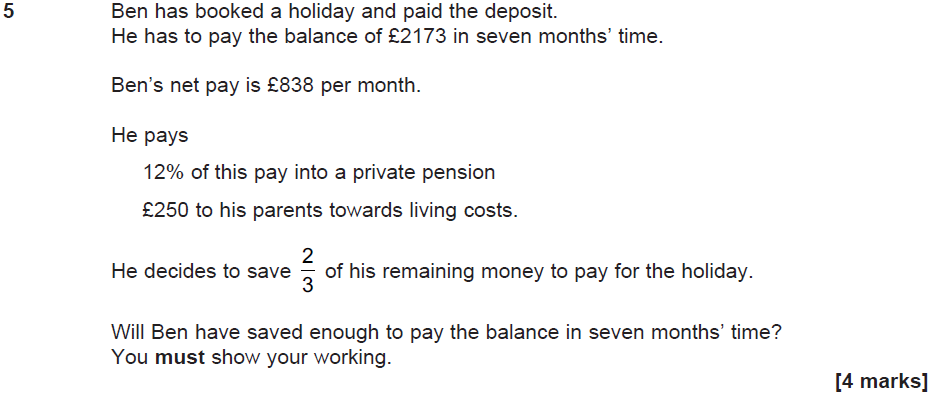 5 Ben has booked a holiday and paid the deposit.
He has to pay the balance of £2173 in seven months’ time.
Ben’s net pay is £838 per month.
He pays
12% of this pay into a private pension
£250 to his parents towards living costs.
He decides to save 2/3 of his remaining money to pay for the holiday.
Will Ben have saved enough to pay the balance in seven months’ time?
You must show your working.
[4 marks]